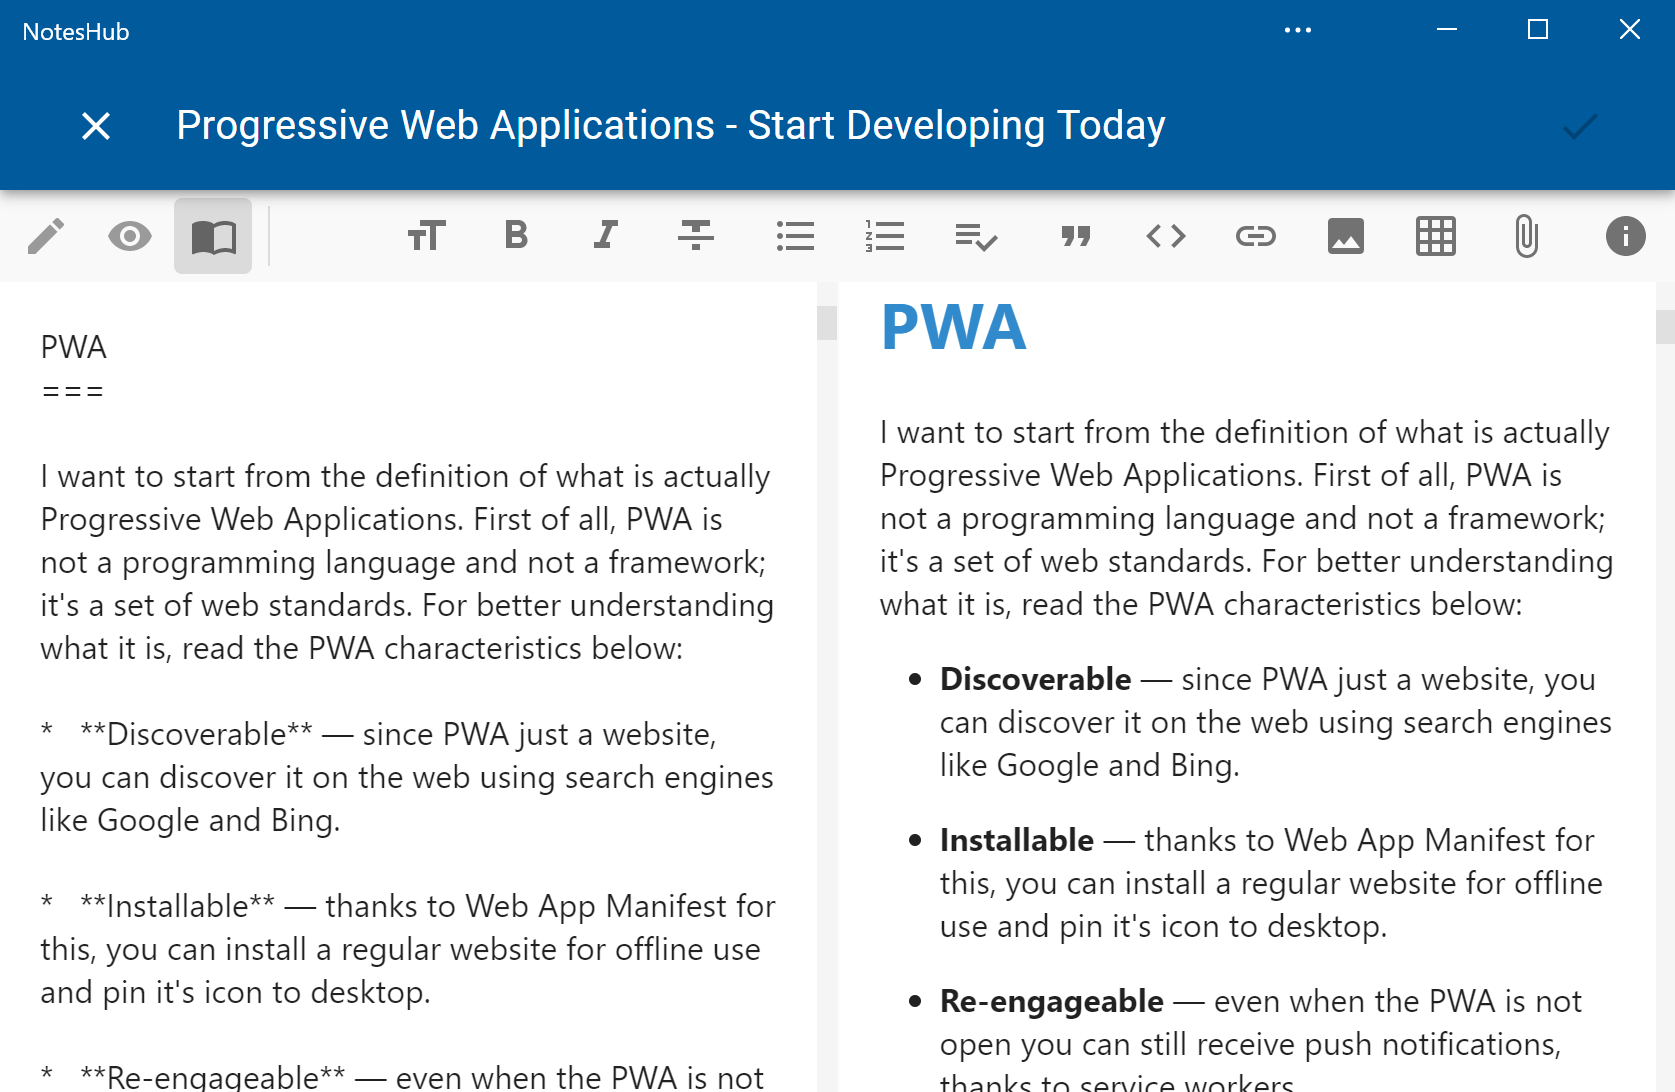 NotesHub
Progressive Web Applications - Start Developing Today
PWA
===
I want to start from the definition of what is actually
Progressive Web Applications. First of all, PWA is
not a programming language and not a framework;
it's a set of web standards. For better understanding
what it is, read the PWA characteristics below:
*   **Discoverable** — since PWA just a website,
you can discover it on the web using search engines
like Google and Bing.
*   **Installable** — thanks to Web App Manifest for
this, you can install a regular website for offline use
and pin it's icon to desktop.
*   **Re-engageable** — even when the PWA is not
PWA
I want to start from the definition of what is actually
Progressive Web Applications. First of all, PWA is
not a programming language and not a framework;
it's a set of web standards. For better understanding
what it is, read the PWA characteristics below:
• Discoverable — since PWA just a website, you
can discover it on the web using search engines
like Google and Bing.
• Installable — thanks to Web App Manifest for
this, you can install a regular website for offline
use and pin it's icon to desktop.
• Re-engageable — even when the PWA is not
open you can still receive push notifications,
thanks to service workers